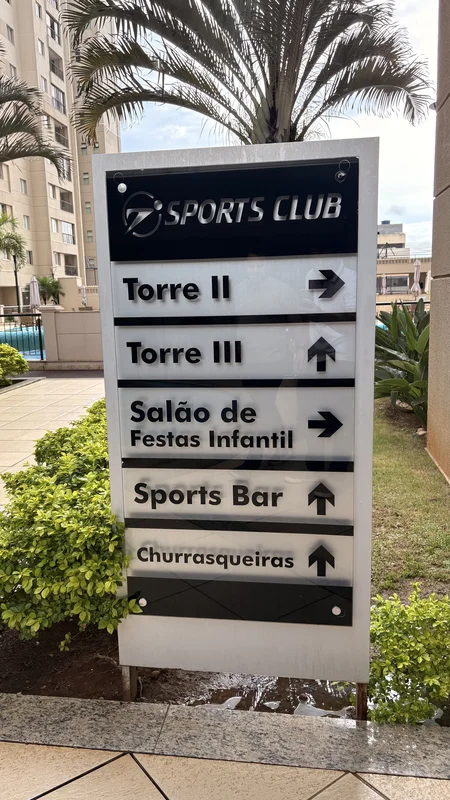 SPORTS CLUB
Torre II
Torre III
Salão de
Festas Infantil
Sports Bar
Churrasqueiras